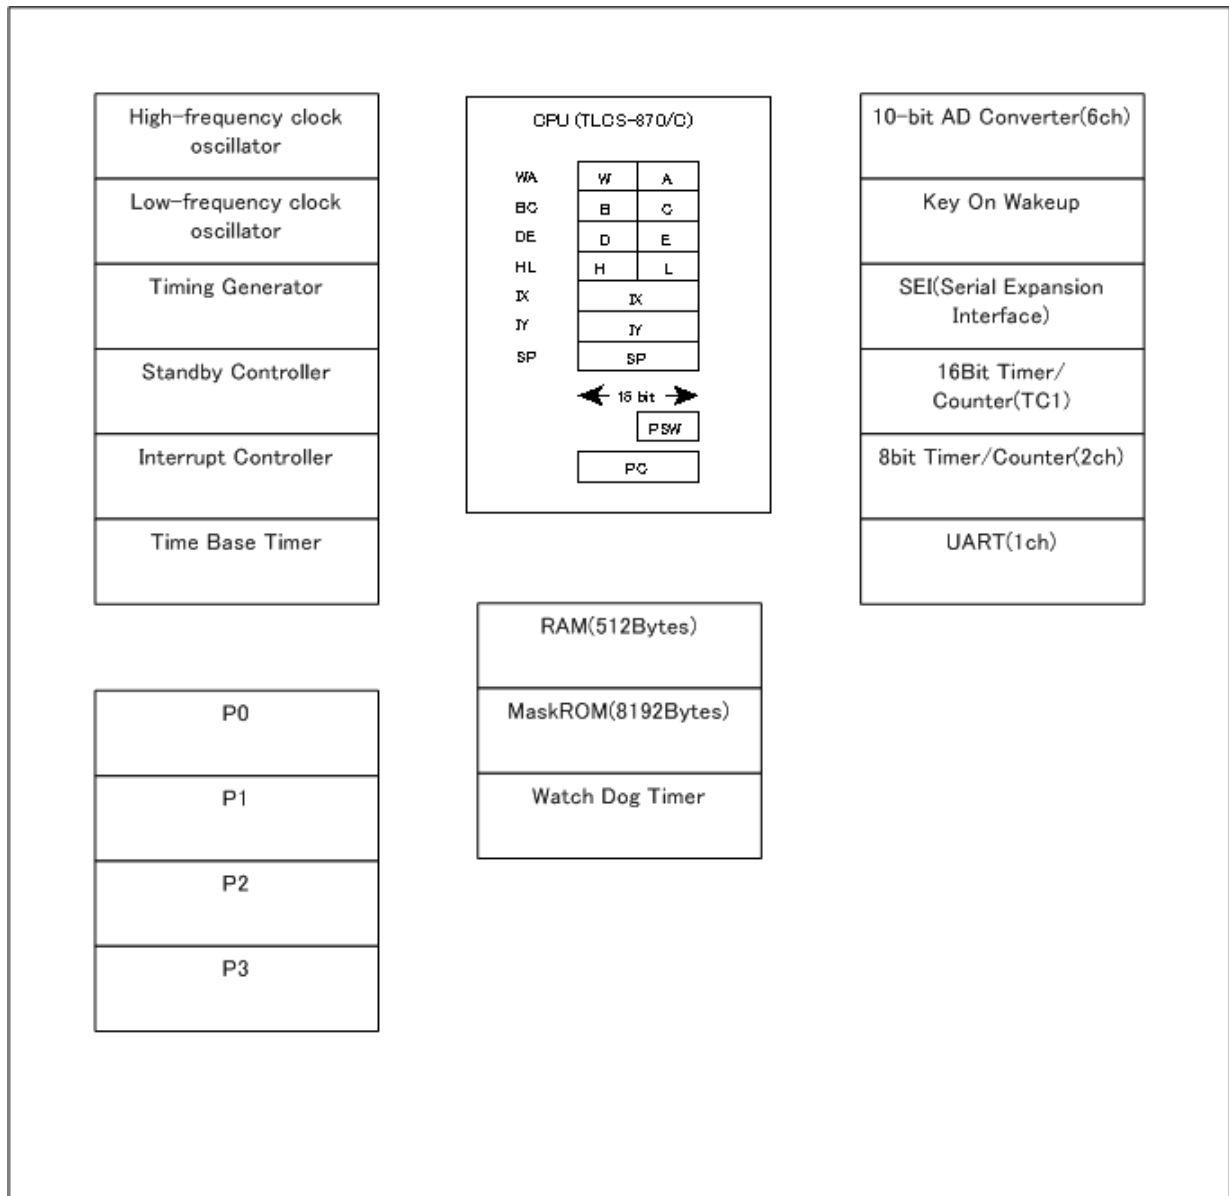 High-frequency clock
oscillator
Low-frequency clock
oscillator
Timing Generator
Standby Controller
Interrupt Controller
Time Base Timer
P0
P1
P2
P3
CPU (TLCS-870/C)
WA W A
BC B C
DE D E
HL H L
IX IX
IY IY
SP SP
16 bit
PSW
PC
RAM(512Bytes)
MaskROM(8192Bytes)
Watch Dog Timer
10-bit AD Converter(6ch)
Key On Wakeup
SEI(Serial Expansion
Interface)
16Bit Timer/
Counter(TC1)
8bit Timer/Counter(2ch)
UART(1ch)